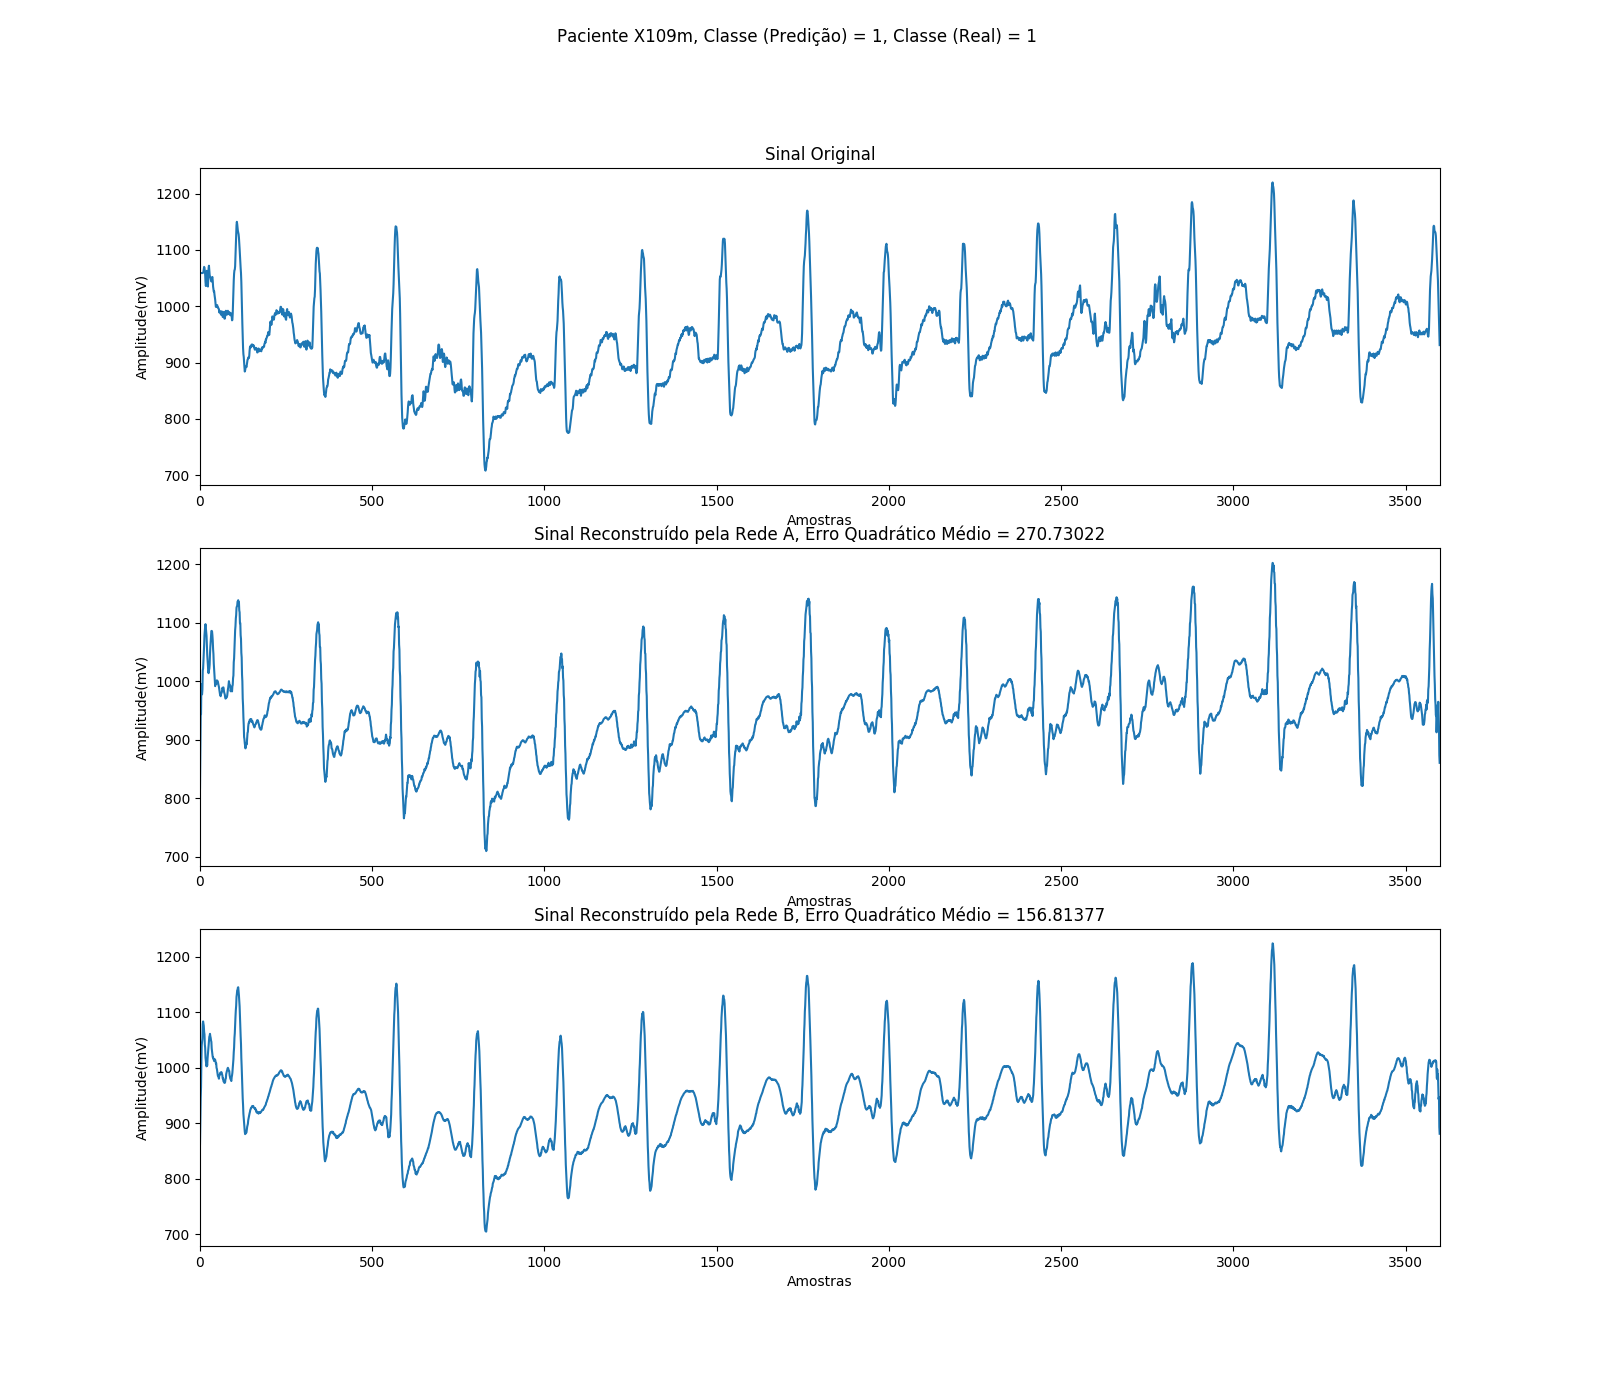 Paciente X109m, Classe (Predição) = 1, Classe (Real) = 1
Sinal Original
Amplitude(mV)
1200
1100
1000
900
800
700
0 500 1000 1500 2000 2500 3000 3500
Amostras
Sinal Reconstruído pela Rede A, Erro Quadrático Médio = 270.73022
Amplitude(mV)
1200
1100
1000
900
800
700
0 500 1000 1500 2000 2500 3000 3500
Amostras
Sinal Reconstruído pela Rede B, Erro Quadrático Médio = 156.81377
Amplitude(mV)
1200
1100
1000
900
800
700
0 500 1000 1500 2000 2500 3000 3500
Amostras